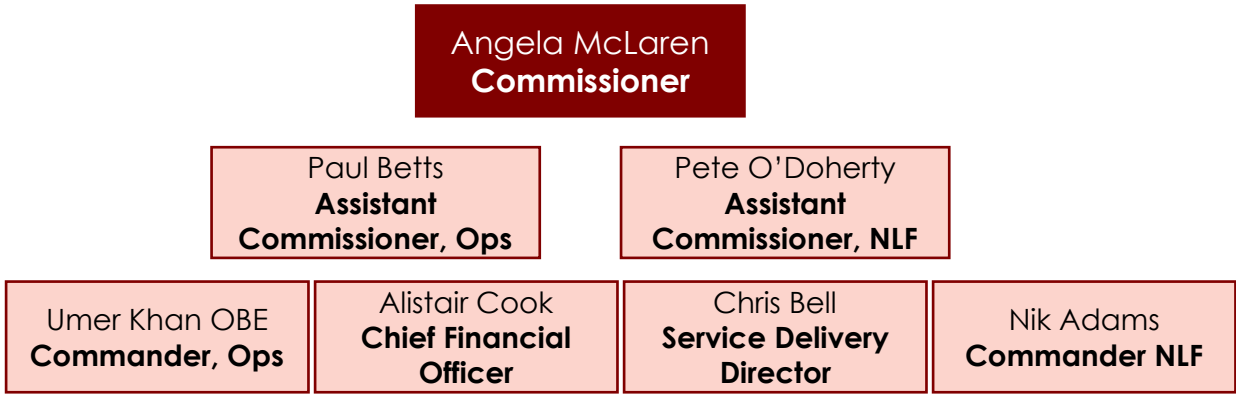 Angela McLaren
Commissioner
Paul Betts
Assistant
Commissioner, Ops
Pete O’Doherty
Assistant
Commissioner, NLF
Umer Khan OBE
Commander, Ops
Alistair Cook
Chief Financial
Officer
Chris Bell
Service Delivery
Director
Nik Adams
Commander NLF